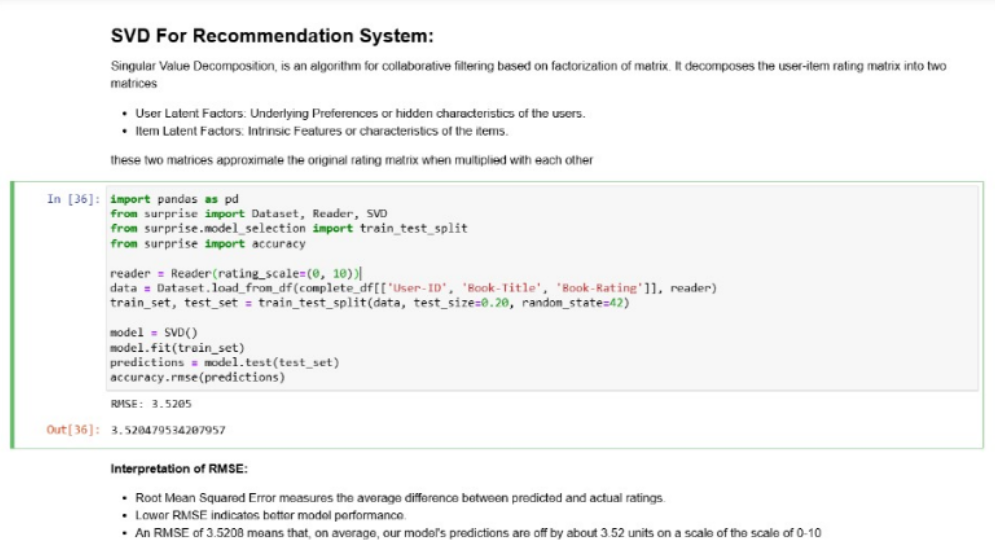 SVD For Recommendation System:
Singular Value Decomposition, is an algorithm for collaborative filtering based on factorization of matrix. It decomposes the user-item rating matrix into two
matrices
• User Latent Factors: Underlying Preferences or hidden characteristics of the users.
• Item Latent Factors: Intrinsic Features or characteristics of the items.
these two matrices approximate the original rating matrix when multiplied with each other
In [36]: import pandas as pd
from surprise import Dataset, Reader, SVD
from surprise.model_selection import train_test_split
from surprise import accuracy
reader = Reader(rating_scale=(0, 10))
data = Dataset.load_from_df(complete_df[['User-ID', 'Book-Title', 'Book-Rating']], reader)
train_set, test_set = train_test_split(data, test_size=0.20, random_state=42)
model = SVD()
model.fit(train_set)
predictions = model.test(test_set)
accuracy.rmse(predictions)
RMSE: 3.5205
Out[36]: 3.520479534207957
Interpretation of RMSE:
• Root Mean Squared Error measures the average difference between predicted and actual ratings.
• Lower RMSE indicates better model performance.
• An RMSE of 3.5208 means that, on average, our model's predictions are off by about 3.52 units on a scale of the scale of 0-10